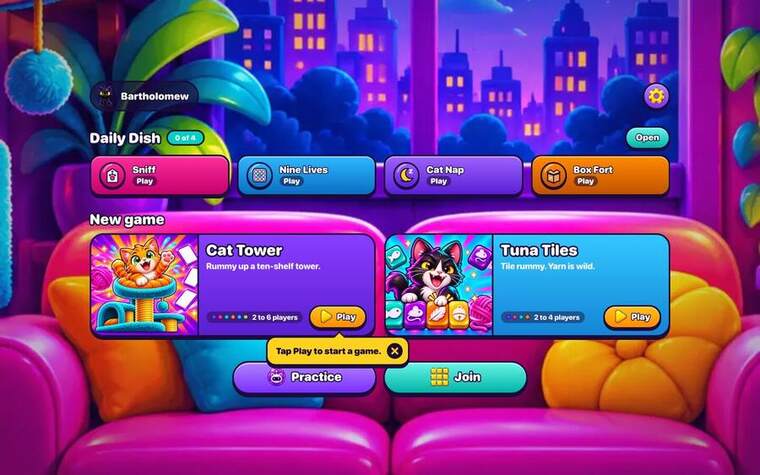 Bartholomew
Daily Dish
0 of 4
Open
Sniff
Play
Nine Lives
Play
Cat Nap
Play
Box Fort
Play
New game
Cat Tower
Rummy up a ten-shelf tower.
2 to 6 players
Play
Tuna Tiles
Tile rummy. Yarn is wild.
2 to 4 players
Play
Tap Play to start a game.
Practice
Join